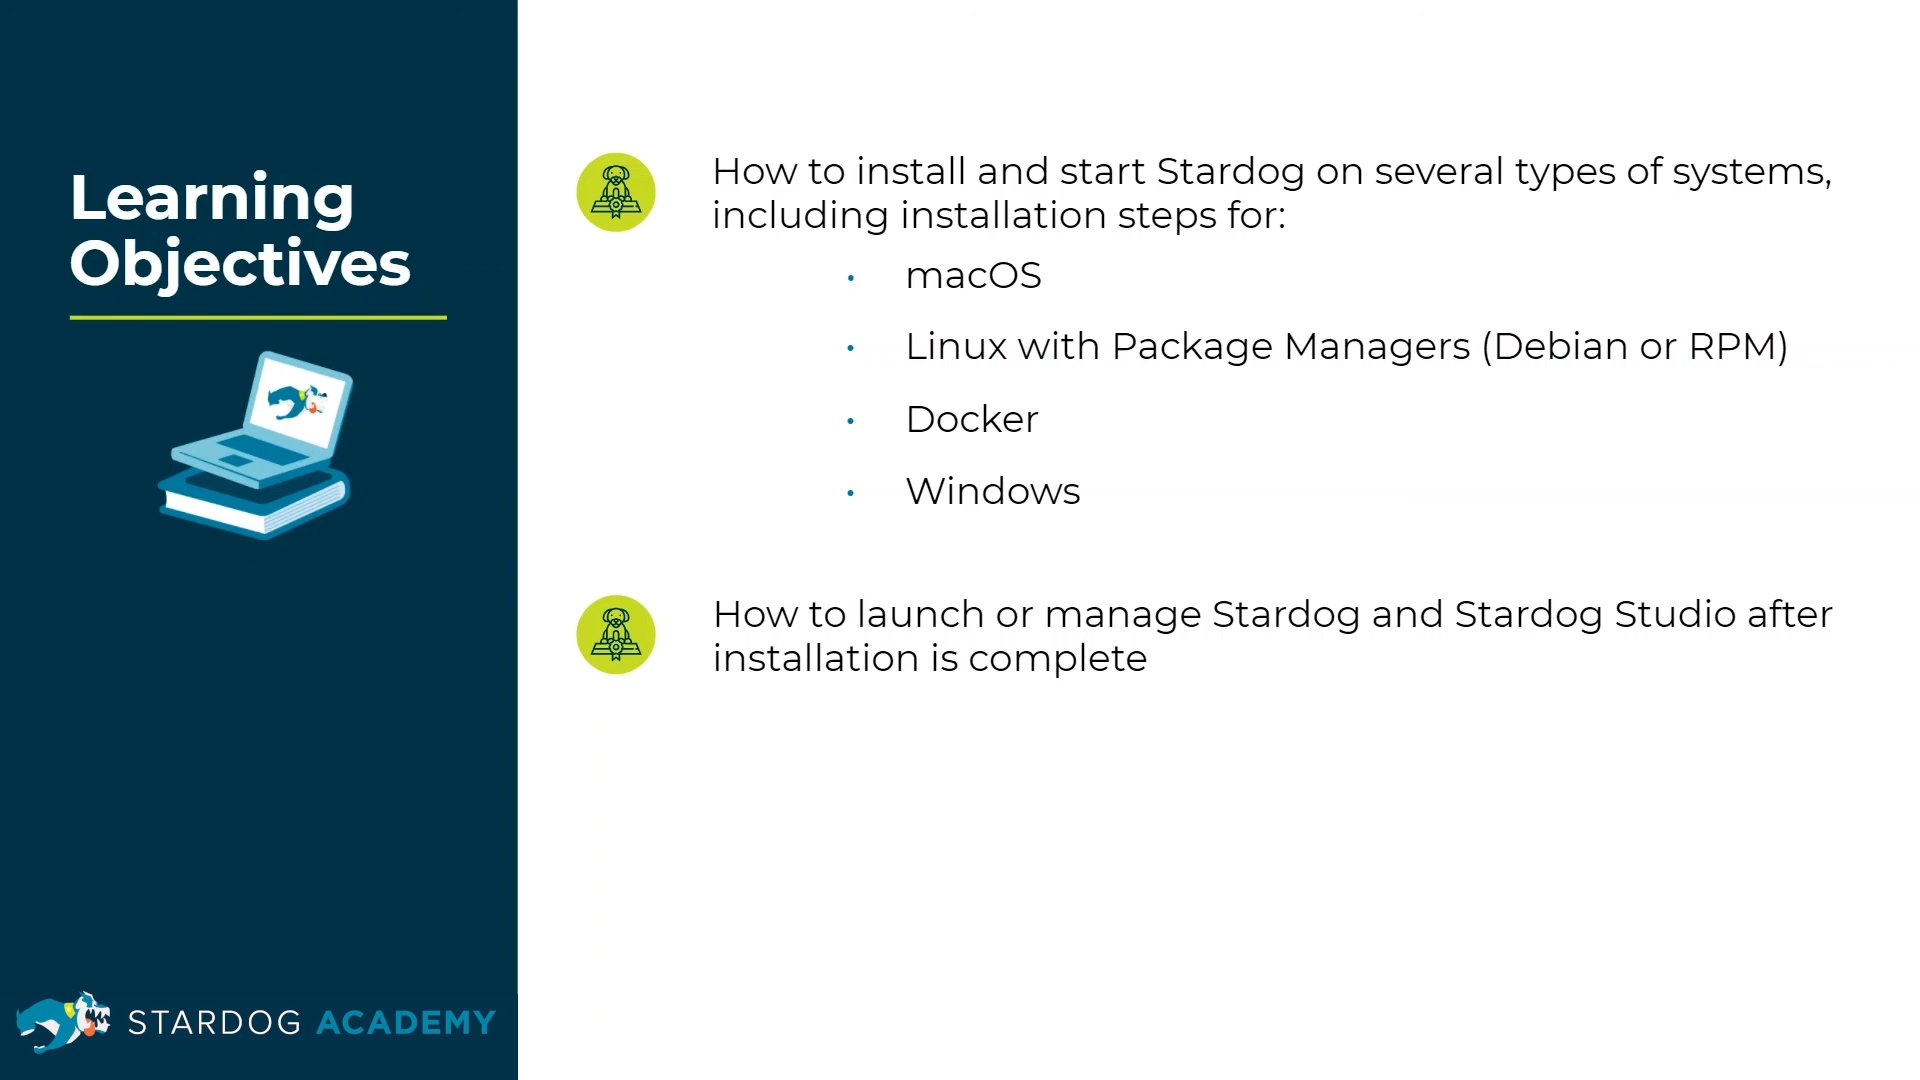 Learning
Objectives
How to install and start Stardog on several types of systems,
including installation steps for:
• macOS
• Linux with Package Managers (Debian or RPM)
• Docker
• Windows
How to launch or manage Stardog and Stardog Studio after
installation is complete
STARDOG ACADEMY